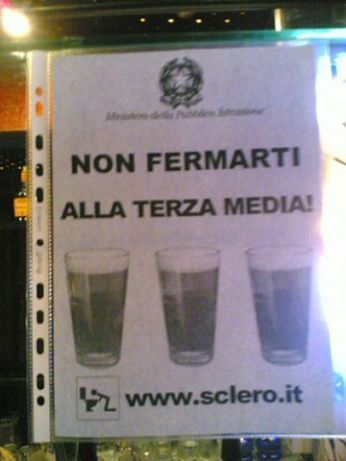 Ministero della Pubblica Istruzione
NON FERMARTI
ALLA TERZA MEDIA!
www.sclero.it